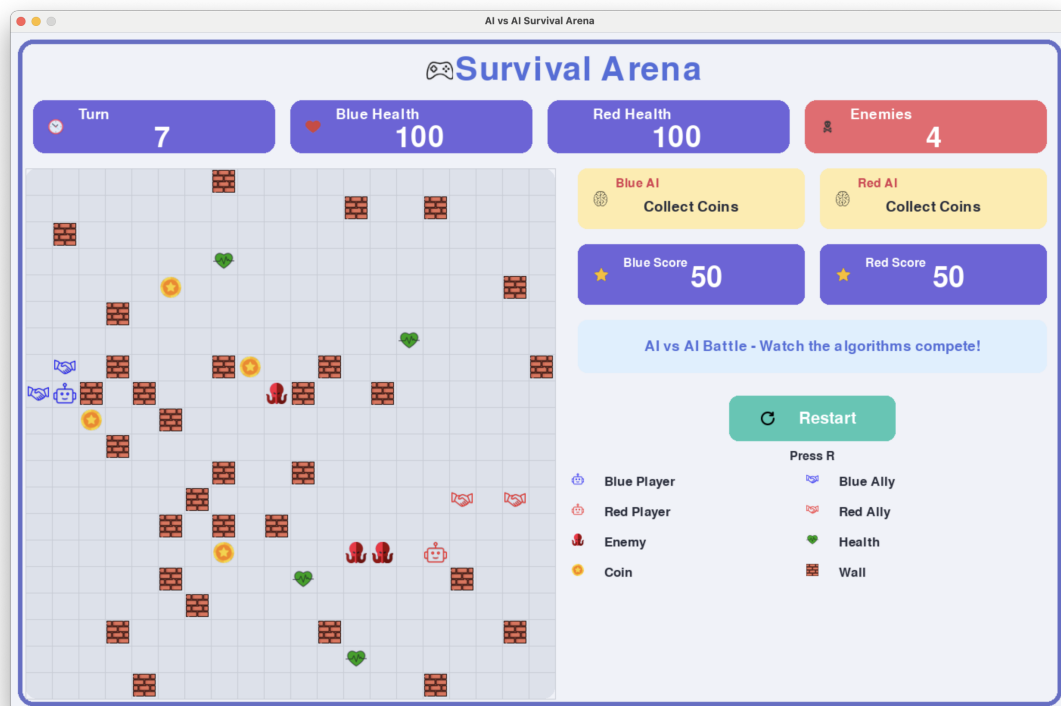 AI vs AI Survival Arena
Survival Arena
Turn
7
Blue Health
100
Red Health
100
Enemies
4
Blue AI
Collect Coins
Red AI
Collect Coins
Blue Score
50
Red Score
50
AI vs AI Battle - Watch the algorithms compete!
Restart
Press R
Blue Player
Blue Ally
Red Player
Red Ally
Enemy
Health
Coin
Wall